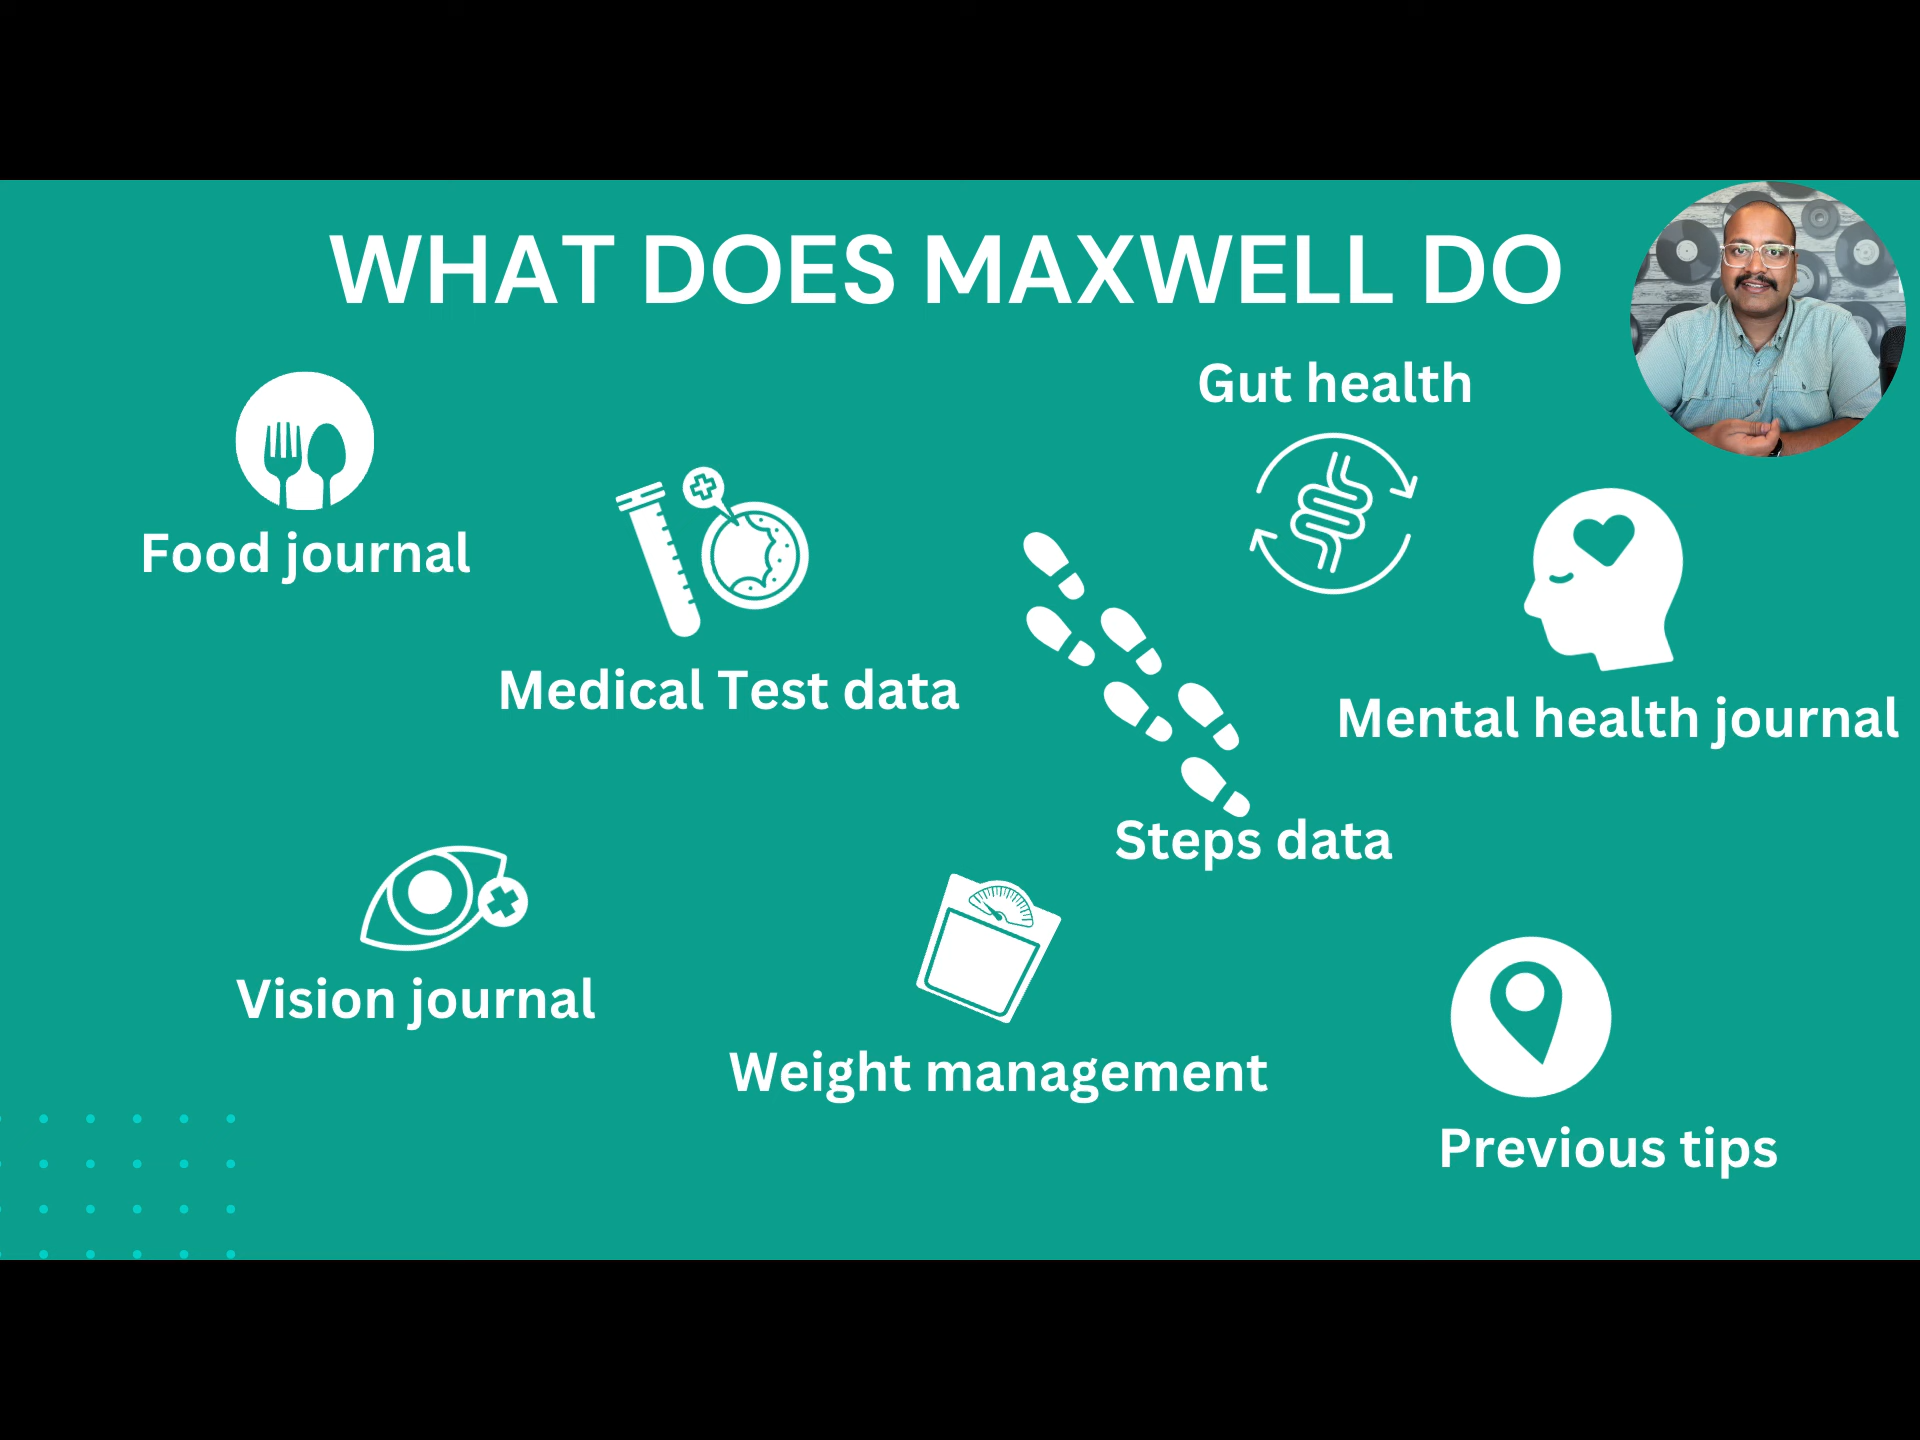 WHAT DOES MAXWELL DO
Gut health
Food journal
Medical Test data
Mental health journal
Steps data
Vision journal
Weight management
Previous tips